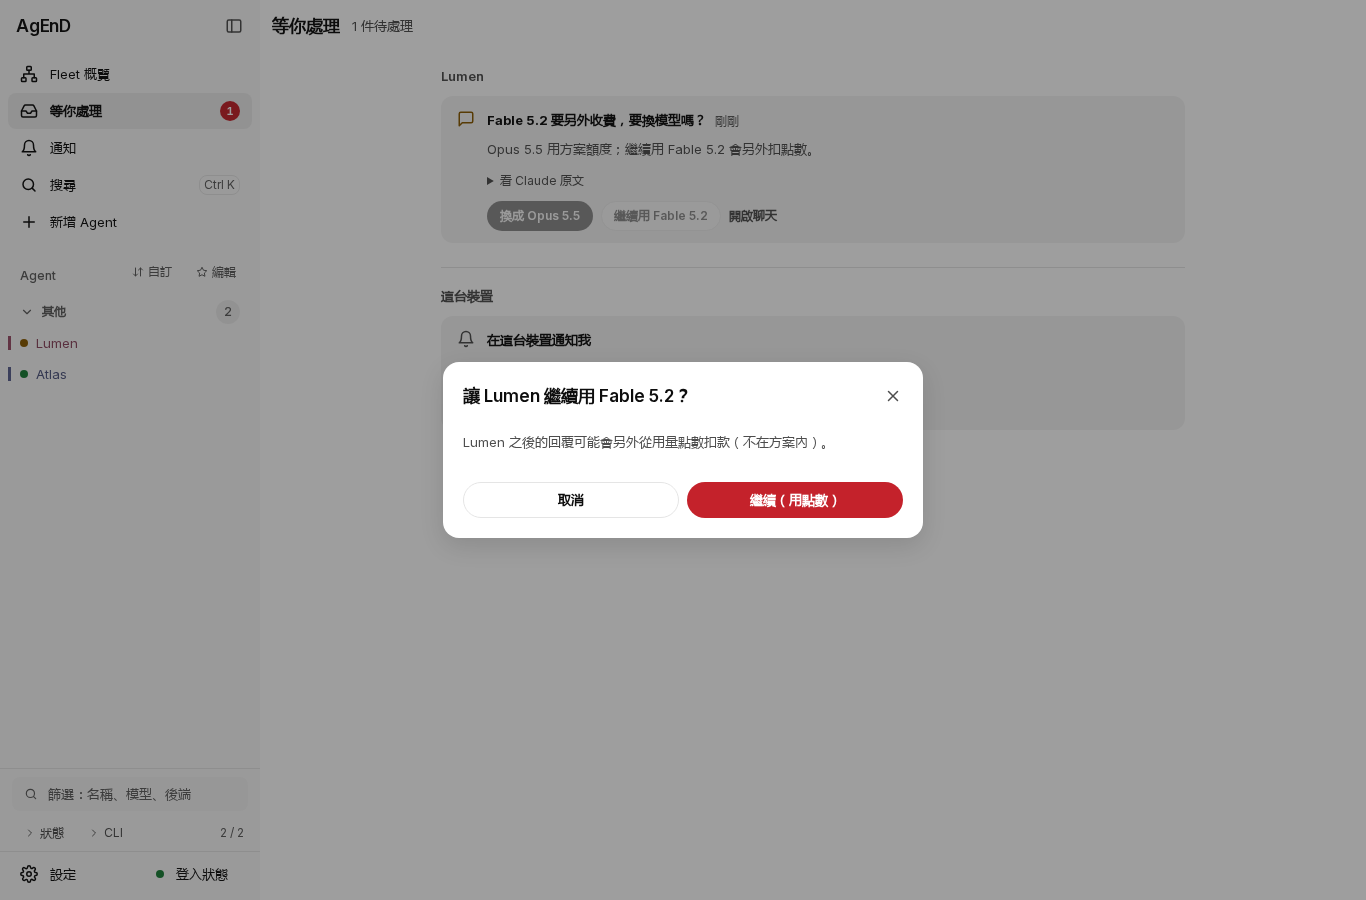 AgEnD
Fleet 概覽
等你處理 1
通知
搜尋 Ctrl K
新增 Agent
Agent 自訂 編輯
其他 2
Lumen
Atlas
篩選：名稱、模型、後端
狀態 CLI 2 / 2
設定 登入狀態
等你處理 1 件待處理
Lumen
Fable 5.2 要另外收費，要換模型嗎？ 剛剛
Opus 5.5 用方案額度；繼續用 Fable 5.2 會另外扣點數。
看 Claude 原文
換成 Opus 5.5 繼續用 Fable 5.2 開啟聊天
這台裝置
在這台裝置通知我
讓 Lumen 繼續用 Fable 5.2？
Lumen 之後的回覆可能會另外從用量點數扣款（不在方案內）。
取消 繼續（用點數）